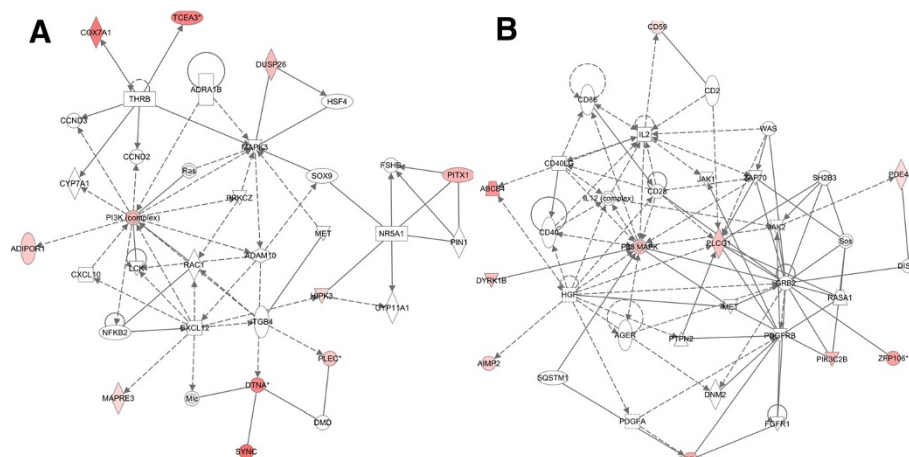 A
B
TCEA3*
COX7A1
CD59
DUSP26
THRB
ADRA1B
HSF4
CCND3
MAPK3
CCND2
SOX9
FSHB
PITX1
CYP7A1
Ras
PRKCZ
PI3K (complex)
MET
NR5A1
PIN1
ADIPOR1
LCK
RAC1
ADAM10
CXCL10
HIPK3
CYP11A1
NFKB2
CXCL12
ITGB4
PLEC*
MAPRE3
Mic
DTNA*
DMD
SYNC
CD86
CD2
IL2
WAS
CD40LG
JAK1
ZAP70
SH2B3
PDE4
ABCB4
IL12 (complex)
CD28
CD40
JAK2
Sos
P38 MAPK
PLCG1
DIS
DYRK1B
HGF
GRB2
RASA1
MET
AGER
PTPN2
PDGFRB
AIMP2
PIK3C2B
ZFP106*
SQSTM1
DNM2
PDGFA
FGFR1